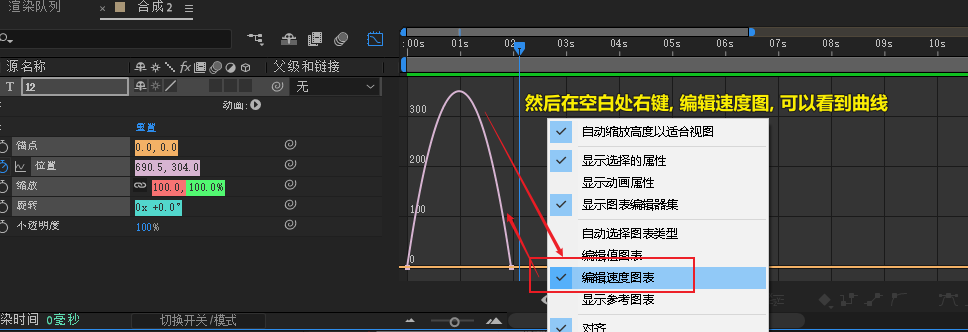 渲染队列
× 合成 2 ≡
:00s 01s 02s 03s 04s 05s 06s 07s 08s 09s 10s
源名称 fx 父级和链接
T 12 无
动画:
然后在空白处右键, 编辑速度图, 可以看到曲线
300
200
100
0
重置
锚点 0.0, 0.0
位置 690.5, 304.0
缩放 100.0, 100.0%
旋转 0x +0.0°
不透明度 100%
自动缩放高度以适合视图
显示选择的属性
显示动画属性
显示图表编辑器集
自动选择图表类型
编辑值图表
编辑速度图表
显示参考图表
对齐
染时间 0毫秒 切换开关/模式